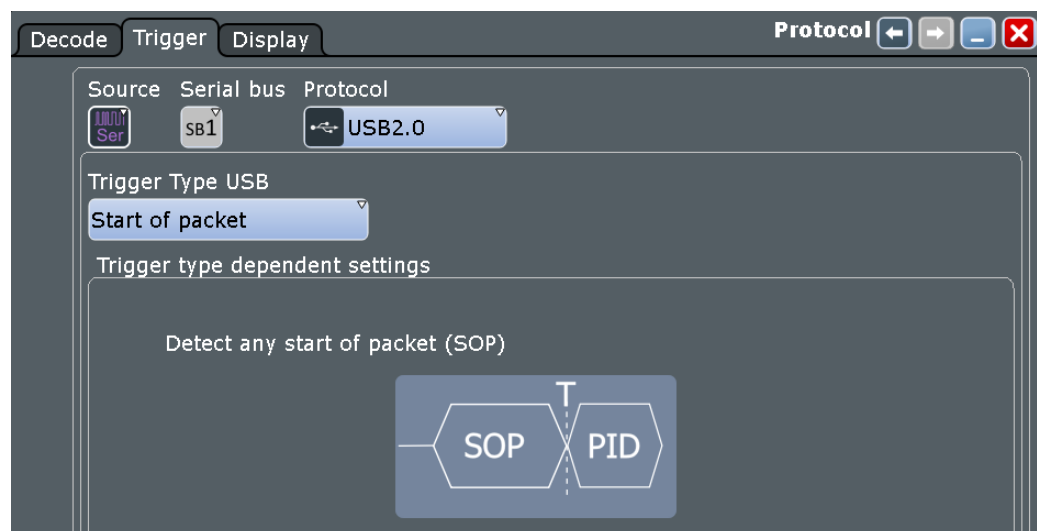 Decode Trigger Display Protocol
Source Serial bus Protocol
Ser SB1 USB2.0
Trigger Type USB
Start of packet
Trigger type dependent settings
Detect any start of packet (SOP)
T
SOP PID